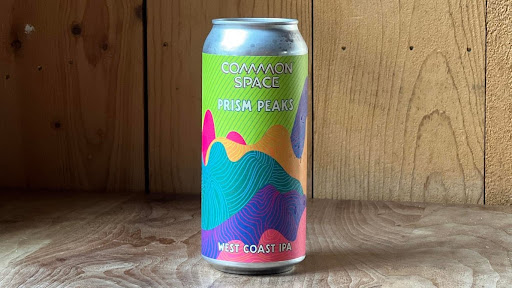 COMMON
SPACE
PRISM PEAKS
WEST COAST IPA